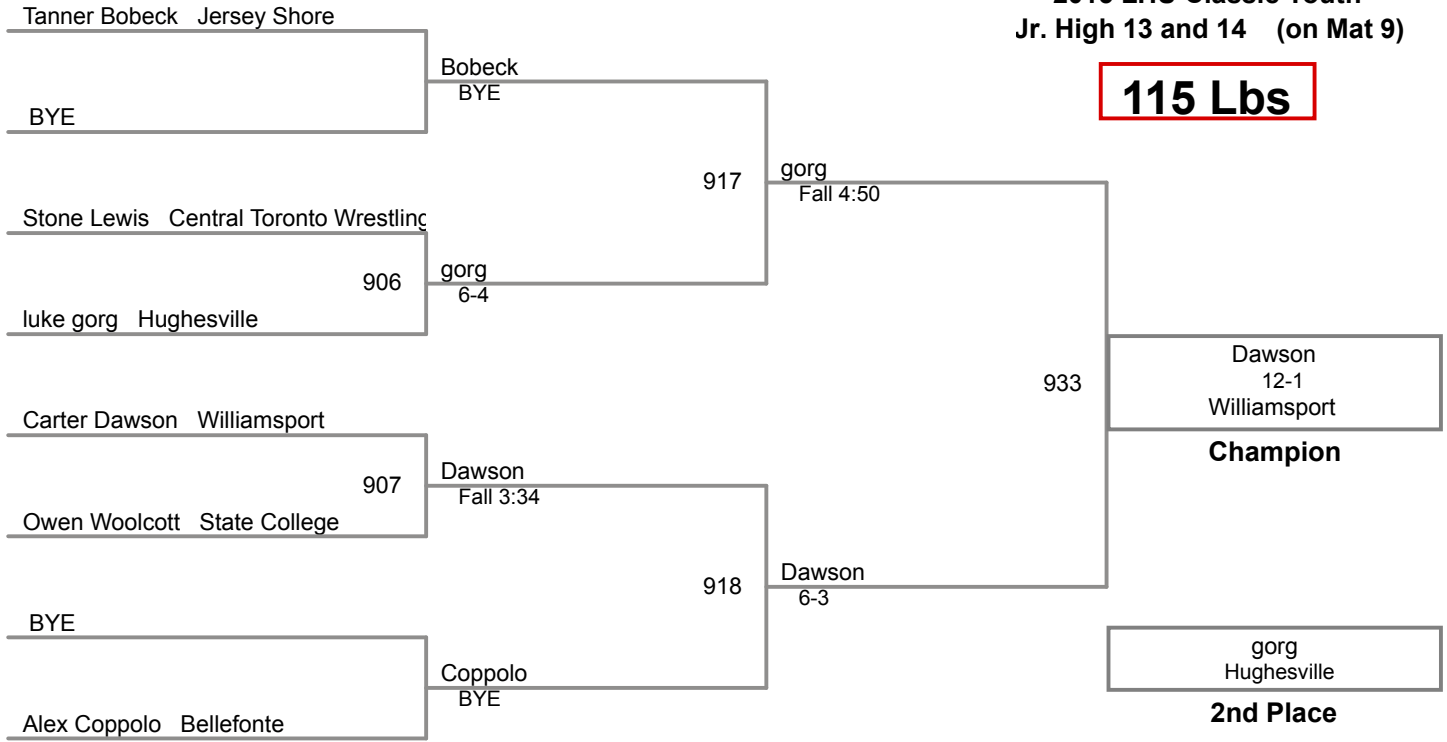 Tanner Bobeck Jersey Shore
Jr. High 13 and 14 (on Mat 9)
Bobeck
BYE
115 Lbs
BYE
917
gorg
Fall 4:50
Stone Lewis Central Toronto Wrestling
906
gorg
6-4
luke gorg Hughesville
933
Dawson
12-1
Williamsport
Champion
Carter Dawson Williamsport
907
Dawson
Fall 3:34
Owen Woolcott State College
918
Dawson
6-3
BYE
gorg
Hughesville
2nd Place
Coppolo
BYE
Alex Coppolo Bellefonte